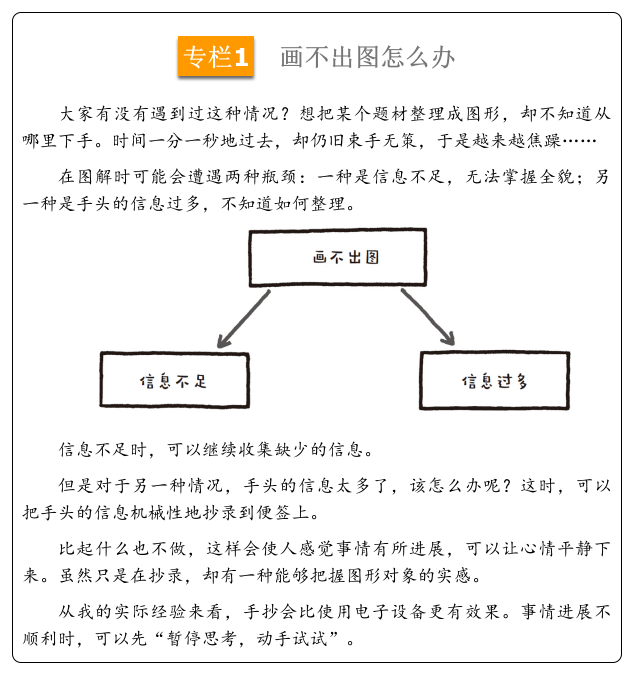 专栏1 画不出图怎么办
大家有没有遇到过这种情况？想把某个题材整理成图形，却不知道从
哪里下手。时间一分一秒地过去，却仍旧束手无策，于是越来越焦躁……
在图解时可能会遭遇两种瓶颈：一种是信息不足，无法掌握全貌；另
一种是手头的信息过多，不知道如何整理。
画不出图
信息不足
信息过多
信息不足时，可以继续收集缺少的信息。
但是对于另一种情况，手头的信息太多了，该怎么办呢？这时，可以
把手头的信息机械性地抄录到便签上。
比起什么也不做，这样会使人感觉事情有所进展，可以让心情平静下
来。虽然只是在抄录，却有一种能够把握图形对象的实感。
从我的实际经验来看，手抄会比使用电子设备更有效果。事情进展不
顺利时，可以先“暂停思考，动手试试”。